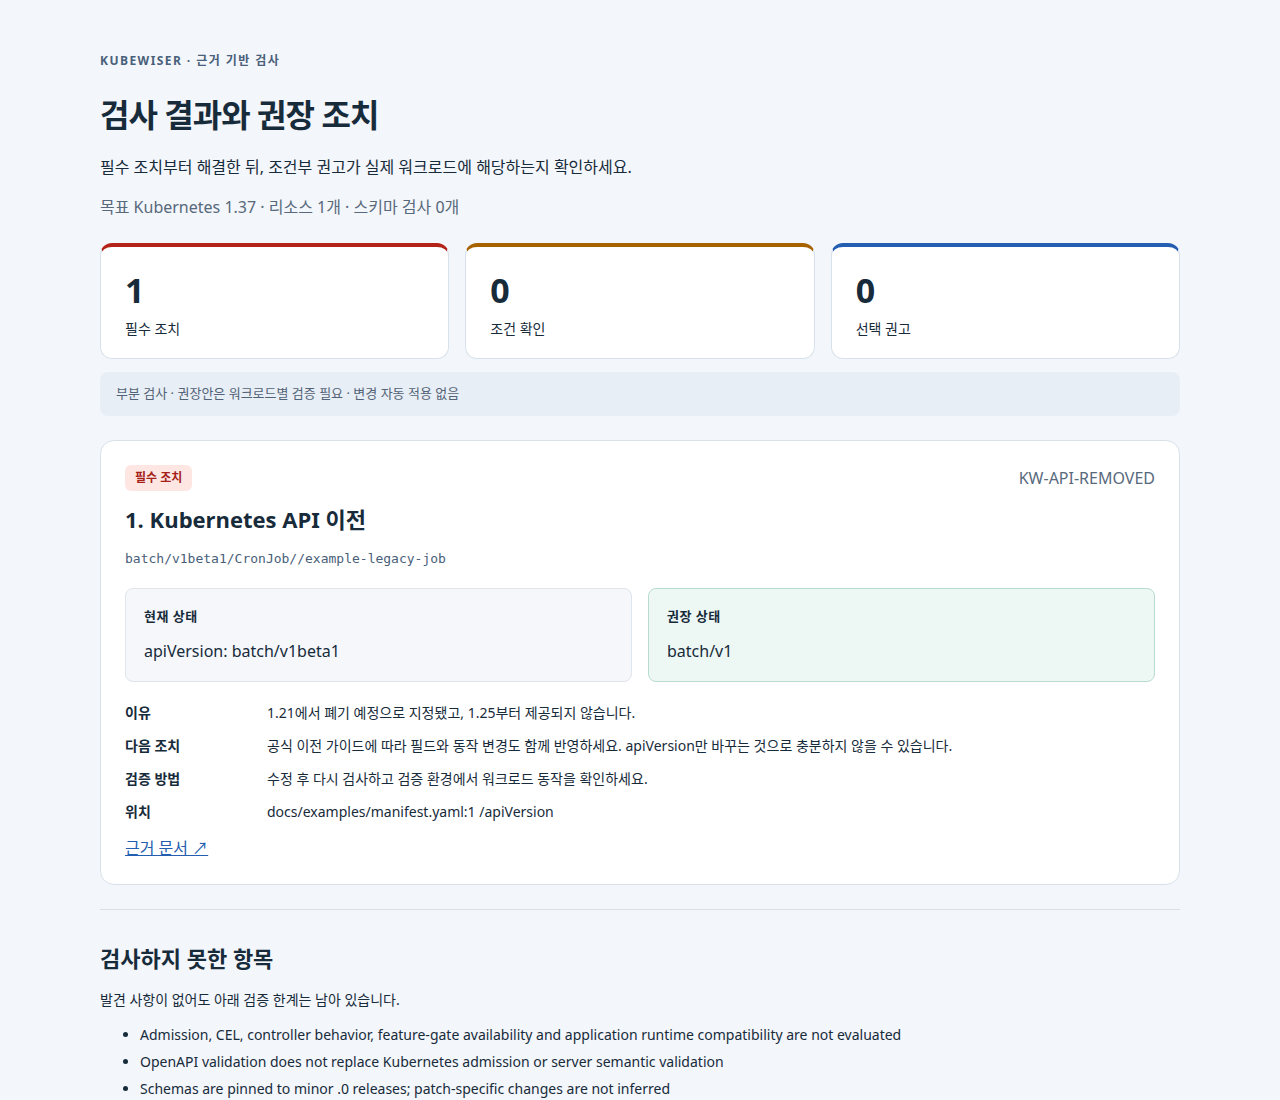 KUBEWISER · 근거 기반 검사
검사 결과와 권장 조치
필수 조치부터 해결한 뒤, 조건부 권고가 실제 워크로드에 해당하는지 확인하세요.
목표 Kubernetes 1.37 · 리소스 1개 · 스키마 검사 0개
1
필수 조치
0
조건 확인
0
선택 권고
부분 검사 · 권장안은 워크로드별 검증 필요 · 변경 자동 적용 없음
필수 조치
KW-API-REMOVED
1. Kubernetes API 이전
batch/v1beta1/CronJob//example-legacy-job
현재 상태
apiVersion: batch/v1beta1
권장 상태
batch/v1
이유 1.21에서 폐기 예정으로 지정됐고, 1.25부터 제공되지 않습니다.
다음 조치 공식 이전 가이드에 따라 필드와 동작 변경도 함께 반영하세요. apiVersion만 바꾸는 것으로 충분하지 않을 수 있습니다.
검증 방법 수정 후 다시 검사하고 검증 환경에서 워크로드 동작을 확인하세요.
위치 docs/examples/manifest.yaml:1 /apiVersion
근거 문서 ↗
검사하지 못한 항목
발견 사항이 없어도 아래 검증 한계는 남아 있습니다.
• Admission, CEL, controller behavior, feature-gate availability and application runtime compatibility are not evaluated
• OpenAPI validation does not replace Kubernetes admission or server semantic validation
• Schemas are pinned to minor .0 releases; patch-specific changes are not inferred